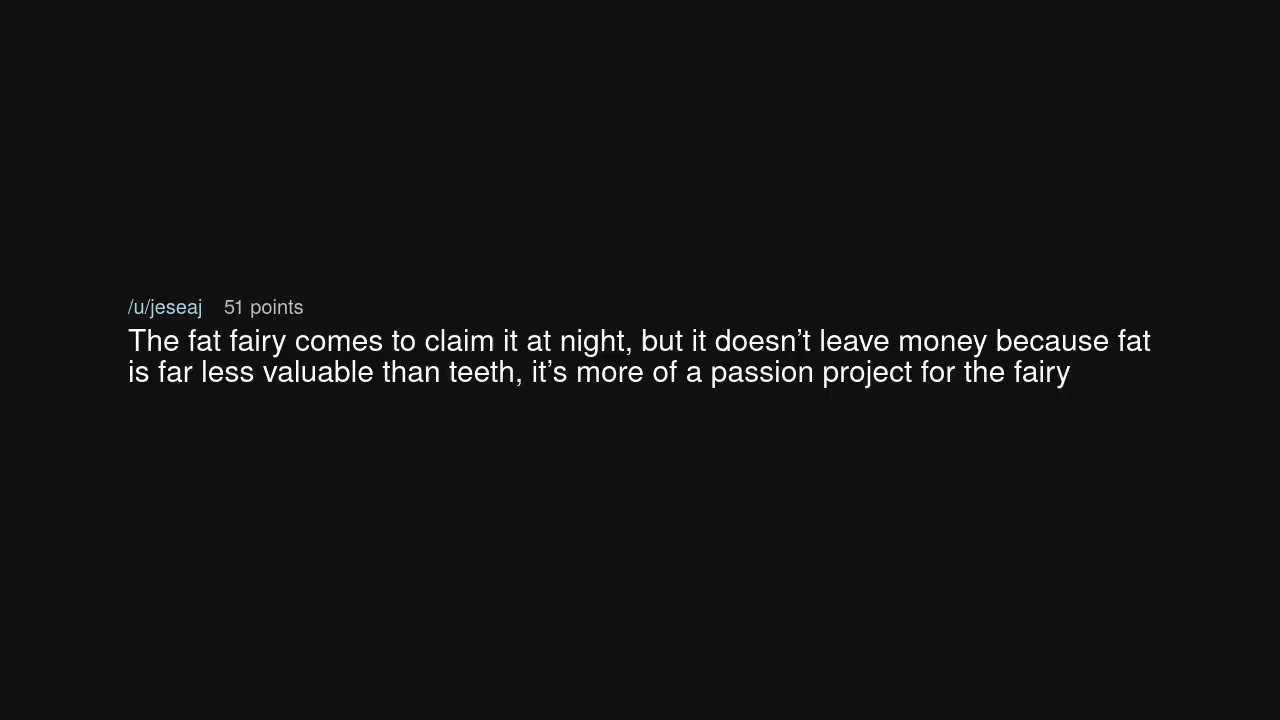 /u/jeseaj 51 points
The fat fairy comes to claim it at night, but it doesn’t leave money because fat
is far less valuable than teeth, it’s more of a passion project for the fairy